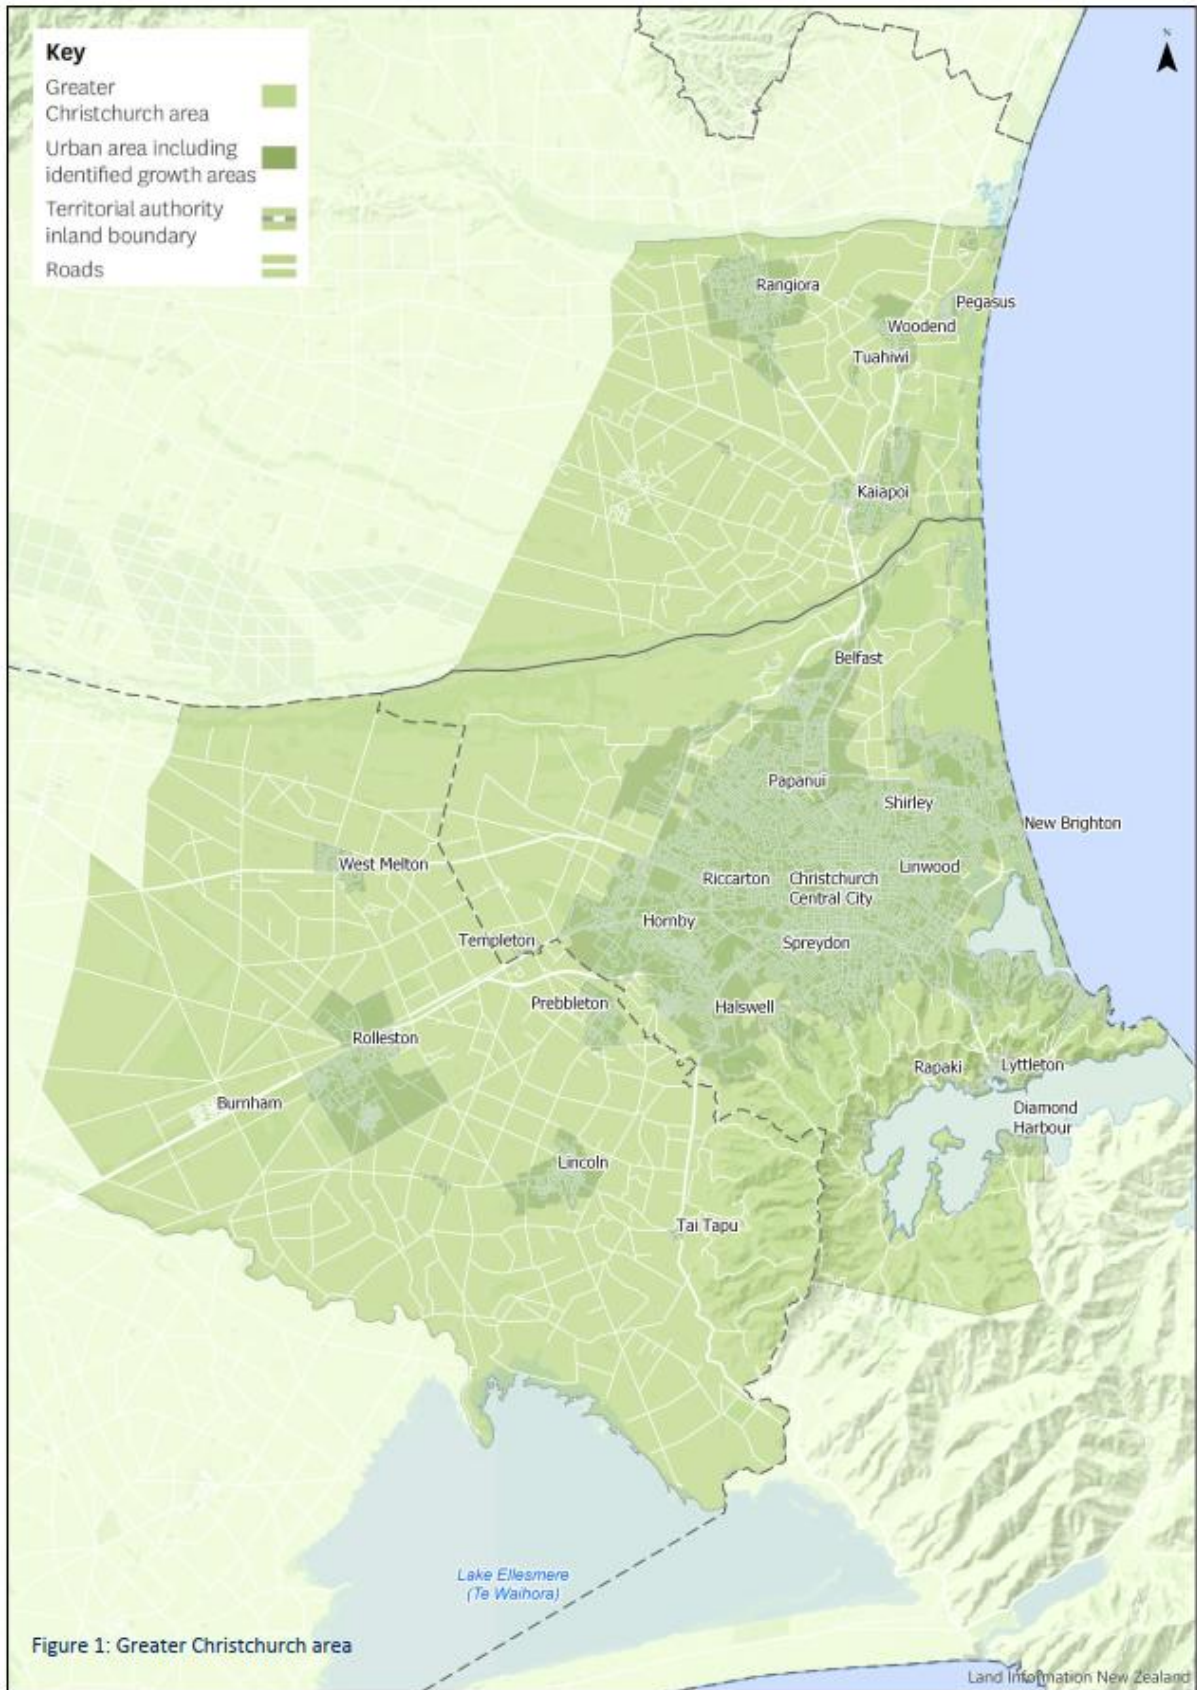 Key
Greater
Christchurch area
Urban area including
identified growth areas
Territorial authority
inland boundary
Roads
N
Rangiora
Pegasus
Woodend
Tuahiwi
Kaiapoi
Belfast
Papanui
Shirley
New Brighton
West Melton
Riccarton
Christchurch
Central City
Linwood
Hornby
Templeton
Spreydon
Prebbleton
Halswell
Rolleston
Rapaki
Lyttleton
Burnham
Diamond
Harbour
Lincoln
Tai Tapu
Lake Ellesmere
(Te Waihora)
Figure 1: Greater Christchurch area
Land Information New Zealand